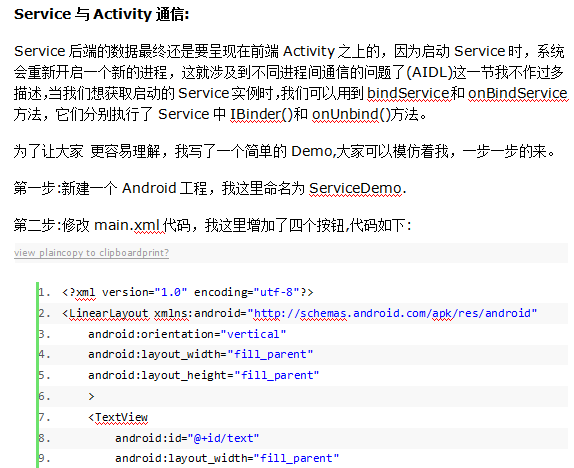 Service 与 Activity 通信:
Service 后端的数据最终还是要呈现在前端 Activity 之上的，因为启动 Service 时，系统
会重新开启一个新的进程，这就涉及到不同进程间通信的问题了(AIDL)这一节我不作过多
描述,当我们想获取启动的 Service 实例时,我们可以用到 bindService 和 onBindService
方法，它们分别执行了 Service 中 IBinder()和 onUnbind()方法。
为了让大家 更容易理解，我写了一个简单的 Demo,大家可以模仿着我，一步一步的来。
第一步:新建一个 Android 工程，我这里命名为 ServiceDemo.
第二步:修改 main.xml 代码，我这里增加了四个按钮,代码如下:
view plaincopy to clipboardprint?
1. <?xml version="1.0" encoding="utf-8"?>
2. <LinearLayout xmlns:android="http://schemas.android.com/apk/res/android"
3. android:orientation="vertical"
4. android:layout_width="fill_parent"
5. android:layout_height="fill_parent"
6. >
7. <TextView
8. android:id="@+id/text"
9. android:layout_width="fill_parent"